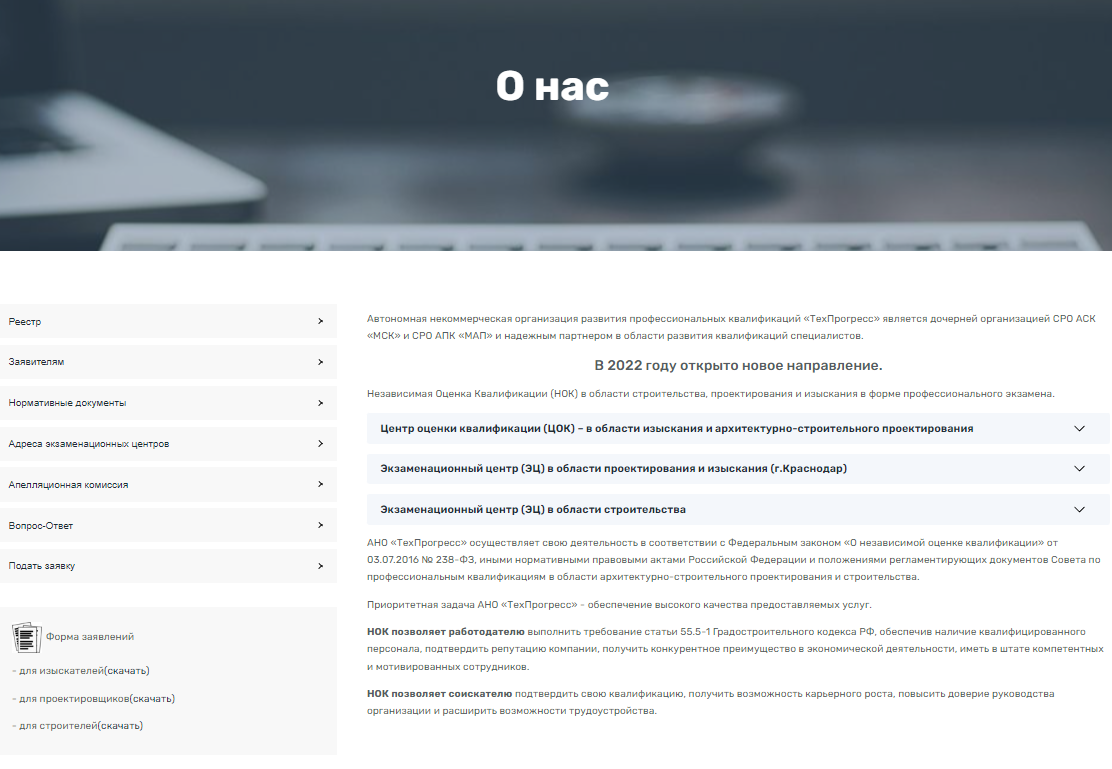 О нас
Реестр
Заявителям
Нормативные документы
Адреса экзаменационных центров
Апелляционная комиссия
Вопрос-Ответ
Подать заявку
Форма заявлений
- для изыскателей(скачать)
- для проектировщиков(скачать)
- для строителей(скачать)
Автономная некоммерческая организация развития профессиональных квалификаций «ТехПрогресс» является дочерней организацией СРО АСК
«МСК» и СРО АПК «МАП» и надежным партнером в области развития квалификаций специалистов.
В 2022 году открыто новое направление.
Независимая Оценка Квалификации (НОК) в области строительства, проектирования и изыскания в форме профессионального экзамена.
Центр оценки квалификации (ЦОК) – в области изыскания и архитектурно-строительного проектирования
Экзаменационный центр (ЭЦ) в области проектирования и изыскания (г.Краснодар)
Экзаменационный центр (ЭЦ) в области строительства
АНО «ТехПрогресс» осуществляет свою деятельность в соответствии с Федеральным законом «О независимой оценке квалификации» от
03.07.2016 № 238-ФЗ, иными нормативными правовыми актами Российской Федерации и положениями регламентирующих документов Совета по
профессиональным квалификациям в области архитектурно-строительного проектирования и строительства.
Приоритетная задача АНО «ТехПрогресс» - обеспечение высокого качества предоставляемых услуг.
НОК позволяет работодателю выполнить требование статьи 55.5-1 Градостроительного кодекса РФ, обеспечив наличие квалифицированного
персонала, подтвердить репутацию компании, получить конкурентное преимущество в экономической деятельности, иметь в штате компетентных
и мотивированных сотрудников.
НОК позволяет соискателю подтвердить свою квалификацию, получить возможность карьерного роста, повысить доверие руководства
организации и расширить возможности трудоустройства.